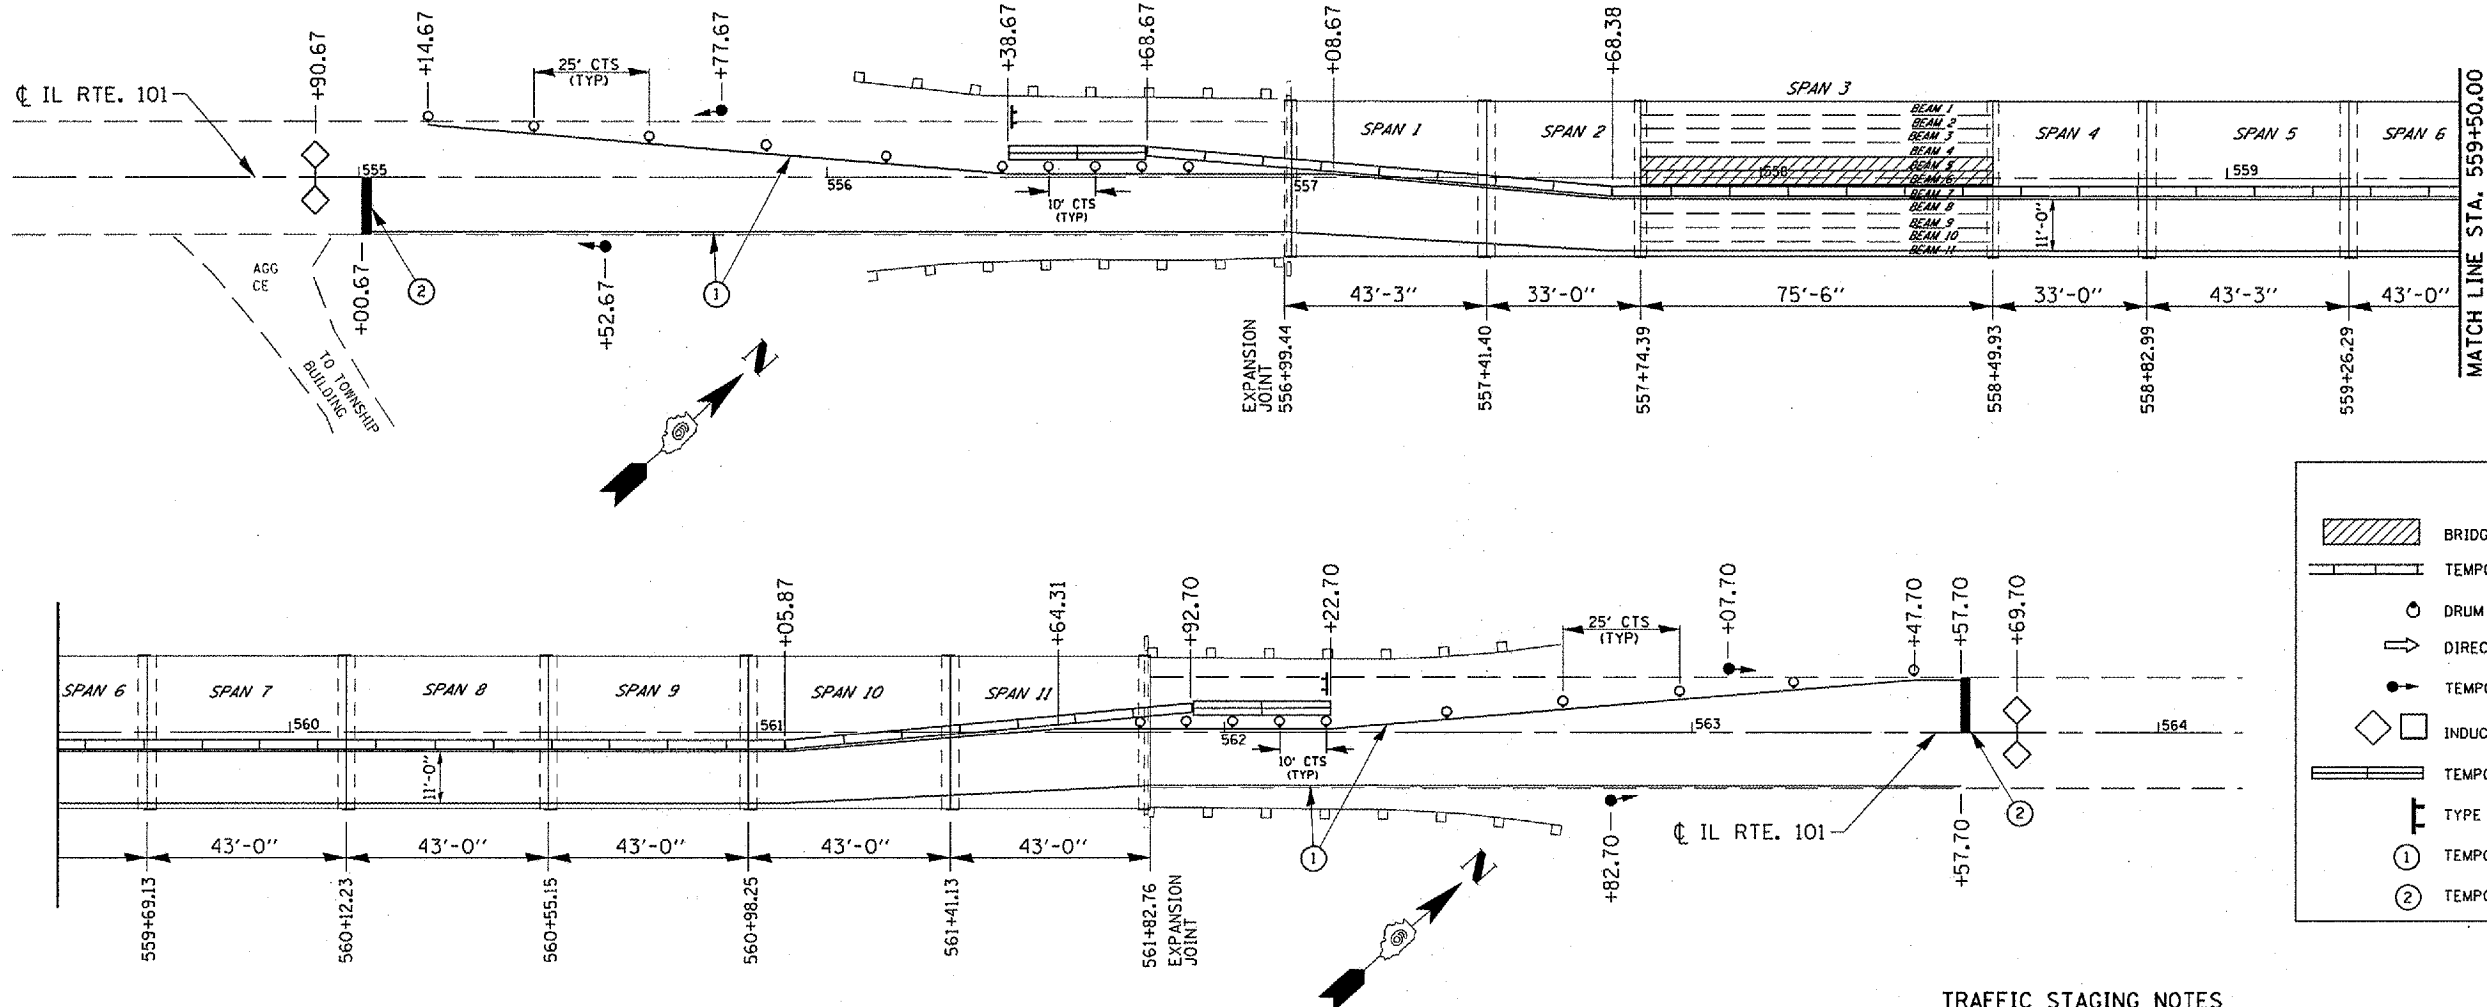 ℄ IL RTE. 101
+90.67
+14.67
25' CTS
(TYP)
+77.67
+38.67
+68.67
+08.67
+68.38
555
556
557
558
559
10' CTS
(TYP)
SPAN 1
SPAN 2
SPAN 3
BEAM 1
BEAM 2
BEAM 3
BEAM 4
BEAM 5
BEAM 6
BEAM 7
BEAM 8
BEAM 9
BEAM 10
BEAM 11
SPAN 4
SPAN 5
SPAN 6
11'-0"
MATCH LINE STA. 559+50.00
AGG
CE
TO TOWNSHIP
BUILDING
+00.67
2
+52.67
1
N
43'-3"
33'-0"
75'-6"
33'-0"
43'-3"
43'-0"
EXPANSION
JOINT
556+99.44
557+41.40
557+74.39
558+49.93
558+82.99
559+26.29
SPAN 6
SPAN 7
SPAN 8
SPAN 9
SPAN 10
SPAN 11
+05.87
+64.31
+92.70
+22.70
25' CTS
(TYP)
+07.70
+47.70
+57.70
+69.70
560
561
562
563
564
10' CTS
(TYP)
11'-0"
43'-0"
43'-0"
43'-0"
43'-0"
43'-0"
559+69.13
560+12.23
560+55.15
560+98.25
561+41.13
561+82.76
EXPANSION
JOINT
1
N
+82.70
℄ IL RTE. 101
+57.70
2
BRIDG
TEMPO
DRUM
DIREC
TEMPO
INDUC
TEMPO
TYPE
1 TEMPO
2 TEMPO
TRAFFIC STAGING NOTES